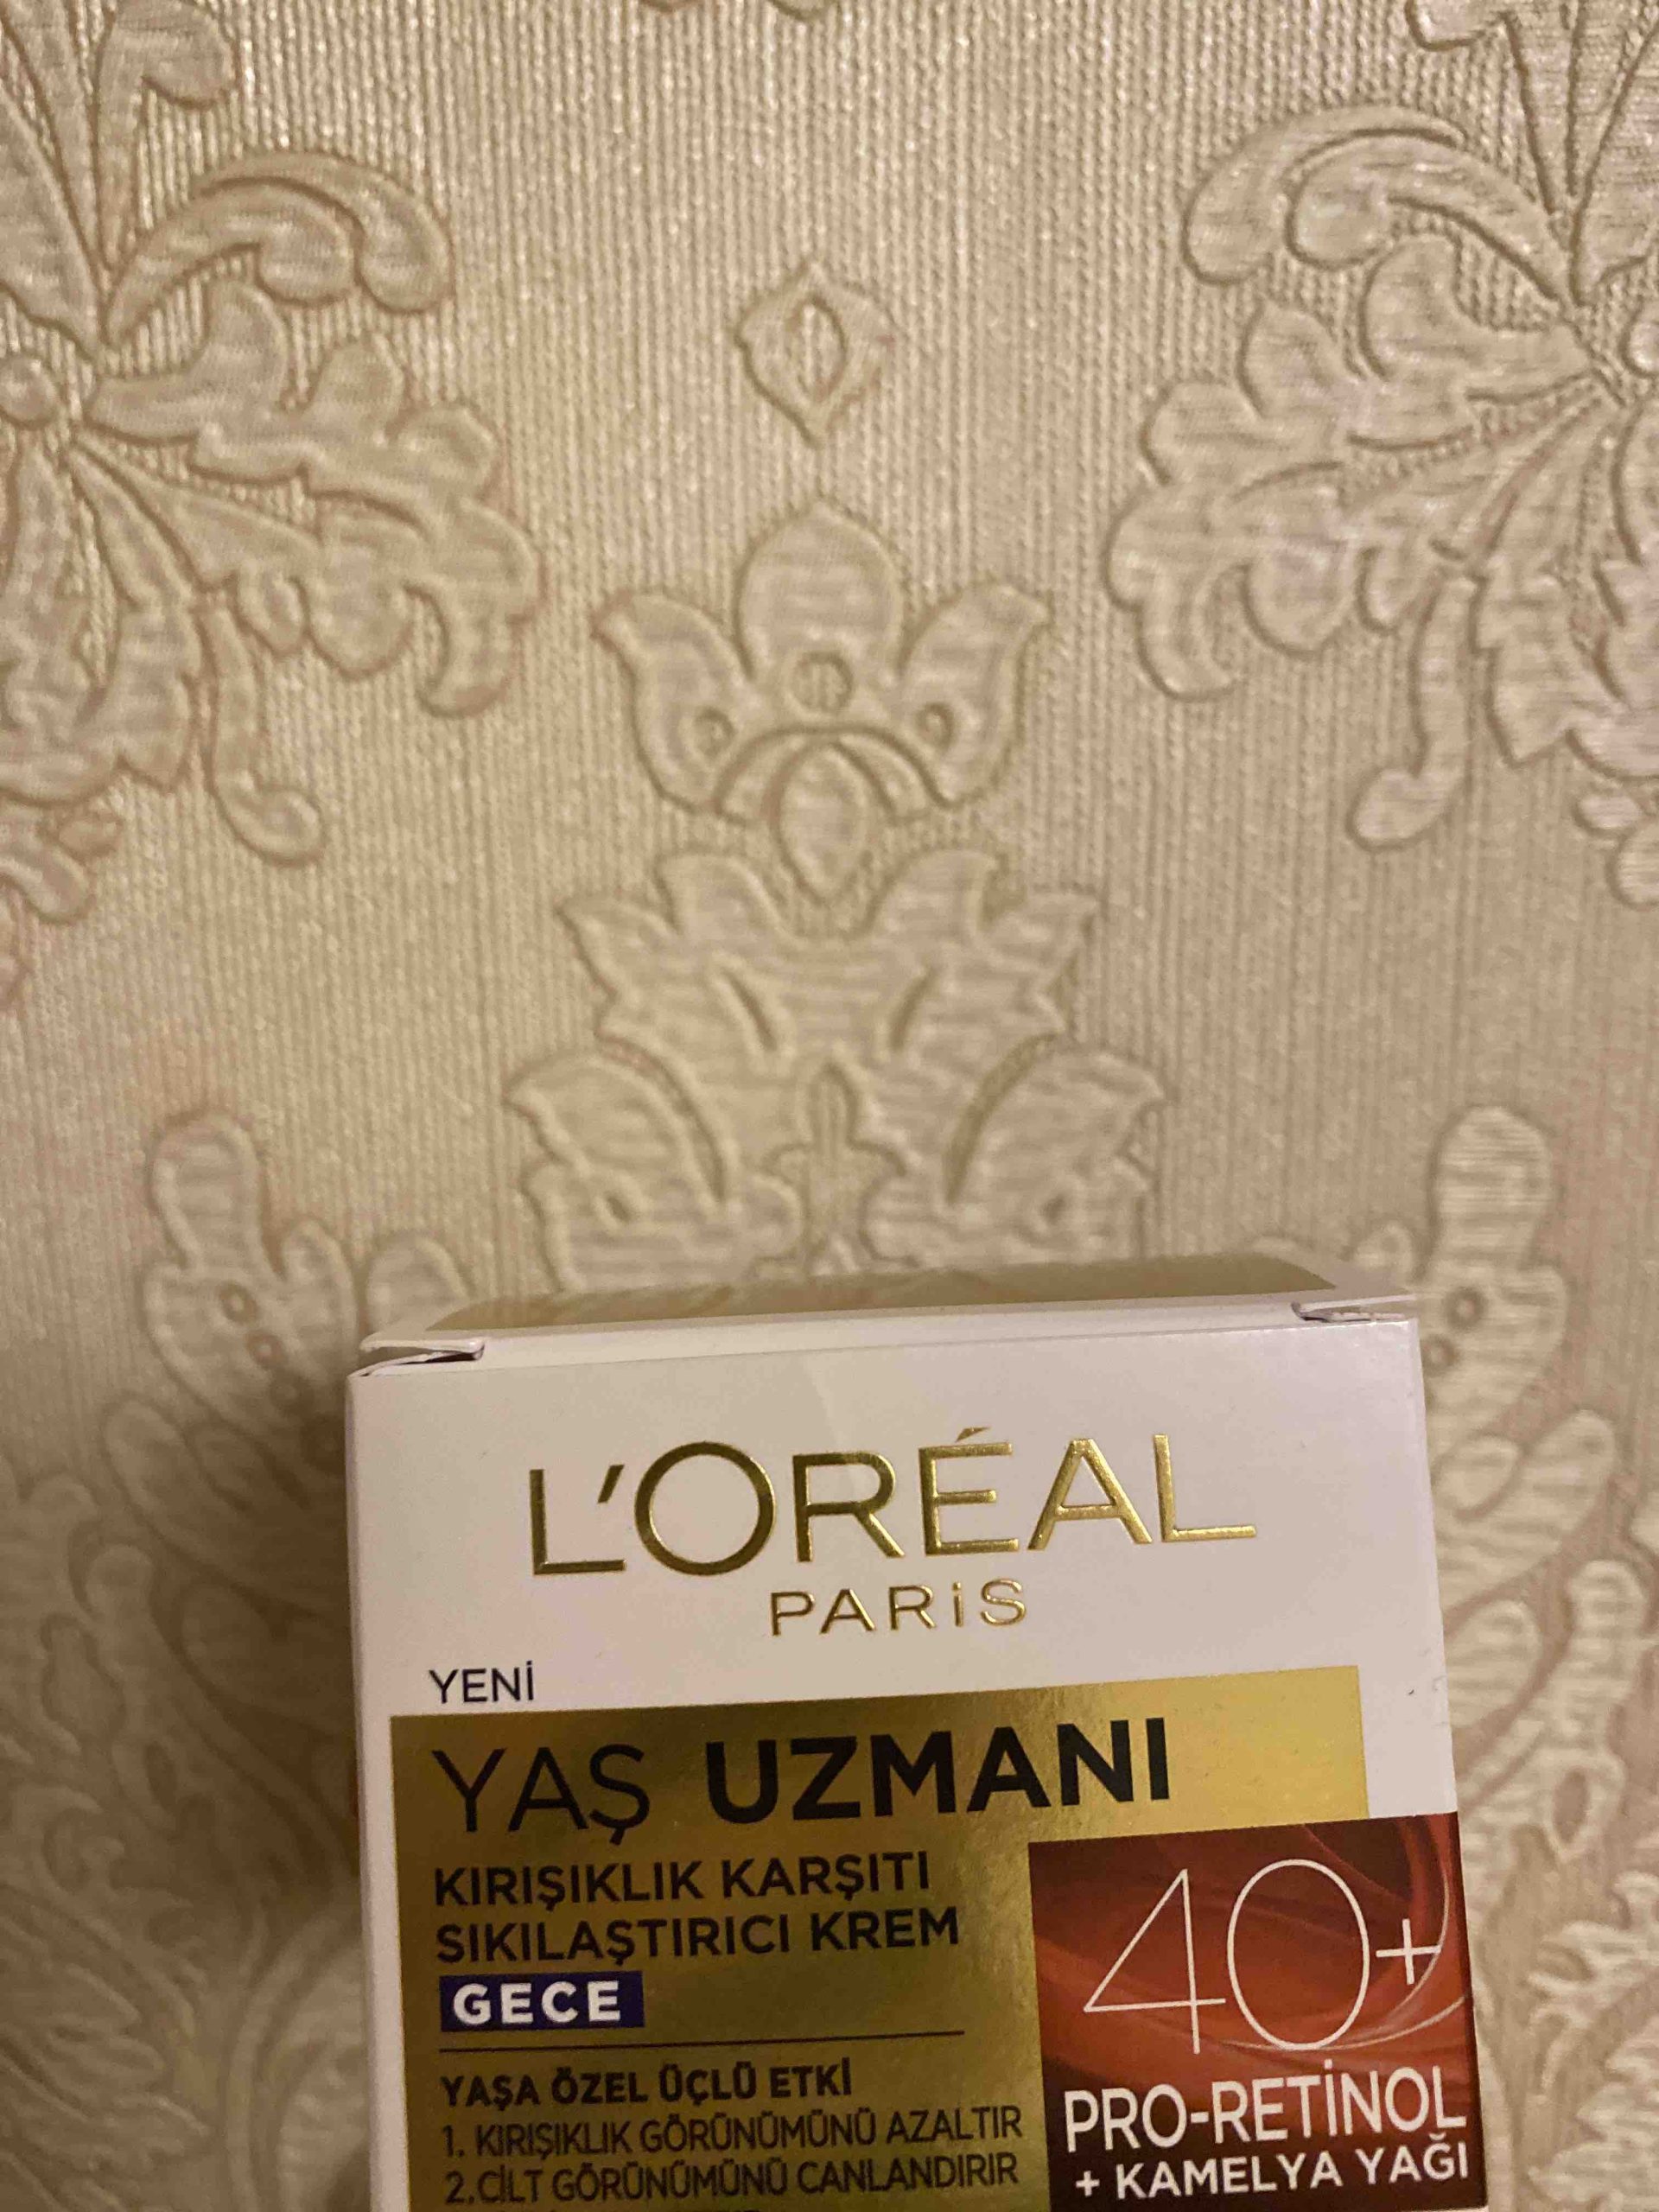 L'ORÉAL
PARiS
YENİ
YAŞ UZMANI
KIRIŞIKLIK KARŞITI
SIKILAŞTIRICI KREM
GECE
YAŞA ÖZEL ÜÇLÜ ETKİ
1. KIRIŞIKLIK GÖRÜNÜMÜNÜ AZALTIR
2.CİLT GÖRÜNÜMÜNÜ CANLANDIRIR
40+
PRO-RETİNOL
+ KAMELYA YAĞI